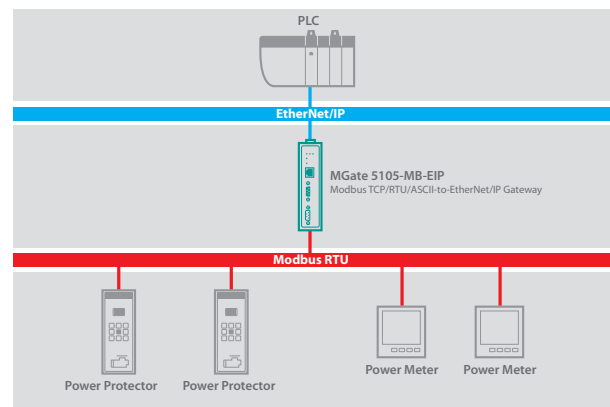 PLC
EtherNet/IP
MGate 5105-MB-EIP
Modbus TCP/RTU/ASCII-to-EtherNet/IP Gateway
Modbus RTU
Power Protector
Power Protector
Power Meter
Power Meter